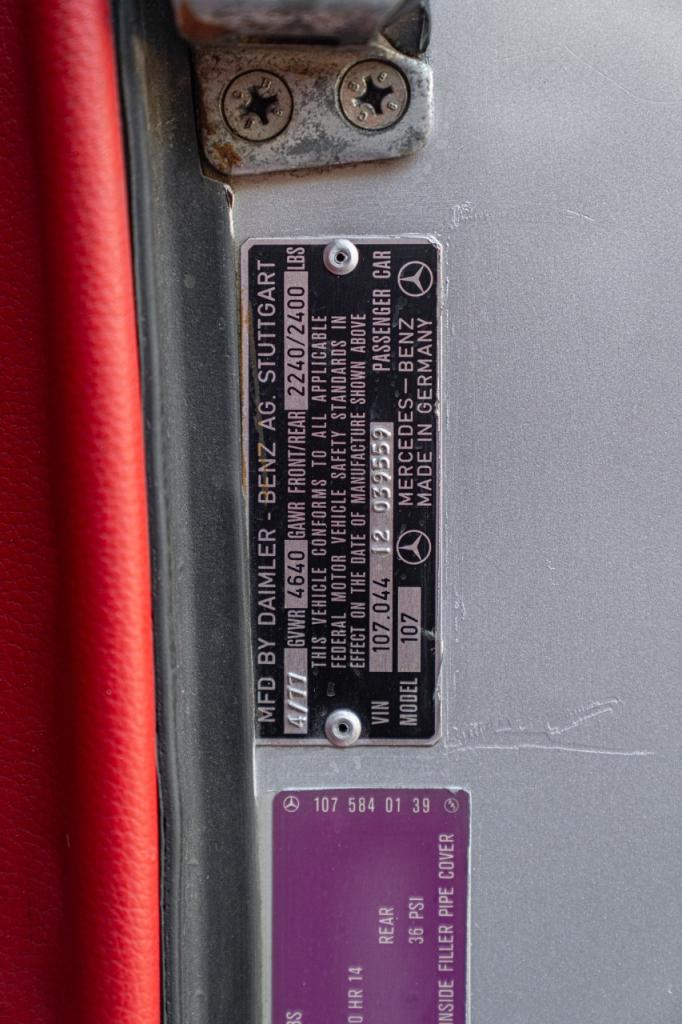 MFD BY DAIMLER - BENZ AG. STUTTGART
4/77 GVWR 4640 GAWR FRONT/REAR 2240/2400 LBS
THIS VEHICLE CONFORMS TO ALL APPLICABLE
FEDERAL MOTOR VEHICLE SAFETY STANDARDS IN
EFFECT ON THE DATE OF MANUFACTURE SHOWN ABOVE
VIN 107.044 12 039559 PASSENGER CAR
MODEL 107 MERCEDES-BENZ
MADE IN GERMANY
107 584 01 39
REAR
36 PSI
HR 14
INSIDE FILLER PIPE COVER